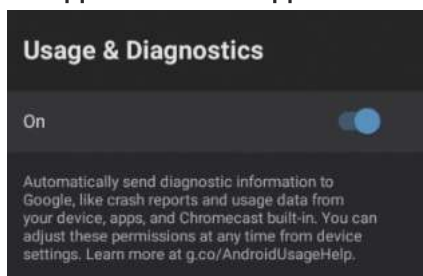 Usage & Diagnostics
On
Automatically send diagnostic information to
Google, like crash reports and usage data from
your device, apps, and Chromecast built-in. You can
adjust these permissions at any time from device
settings. Learn more at g.co/AndroidUsageHelp.